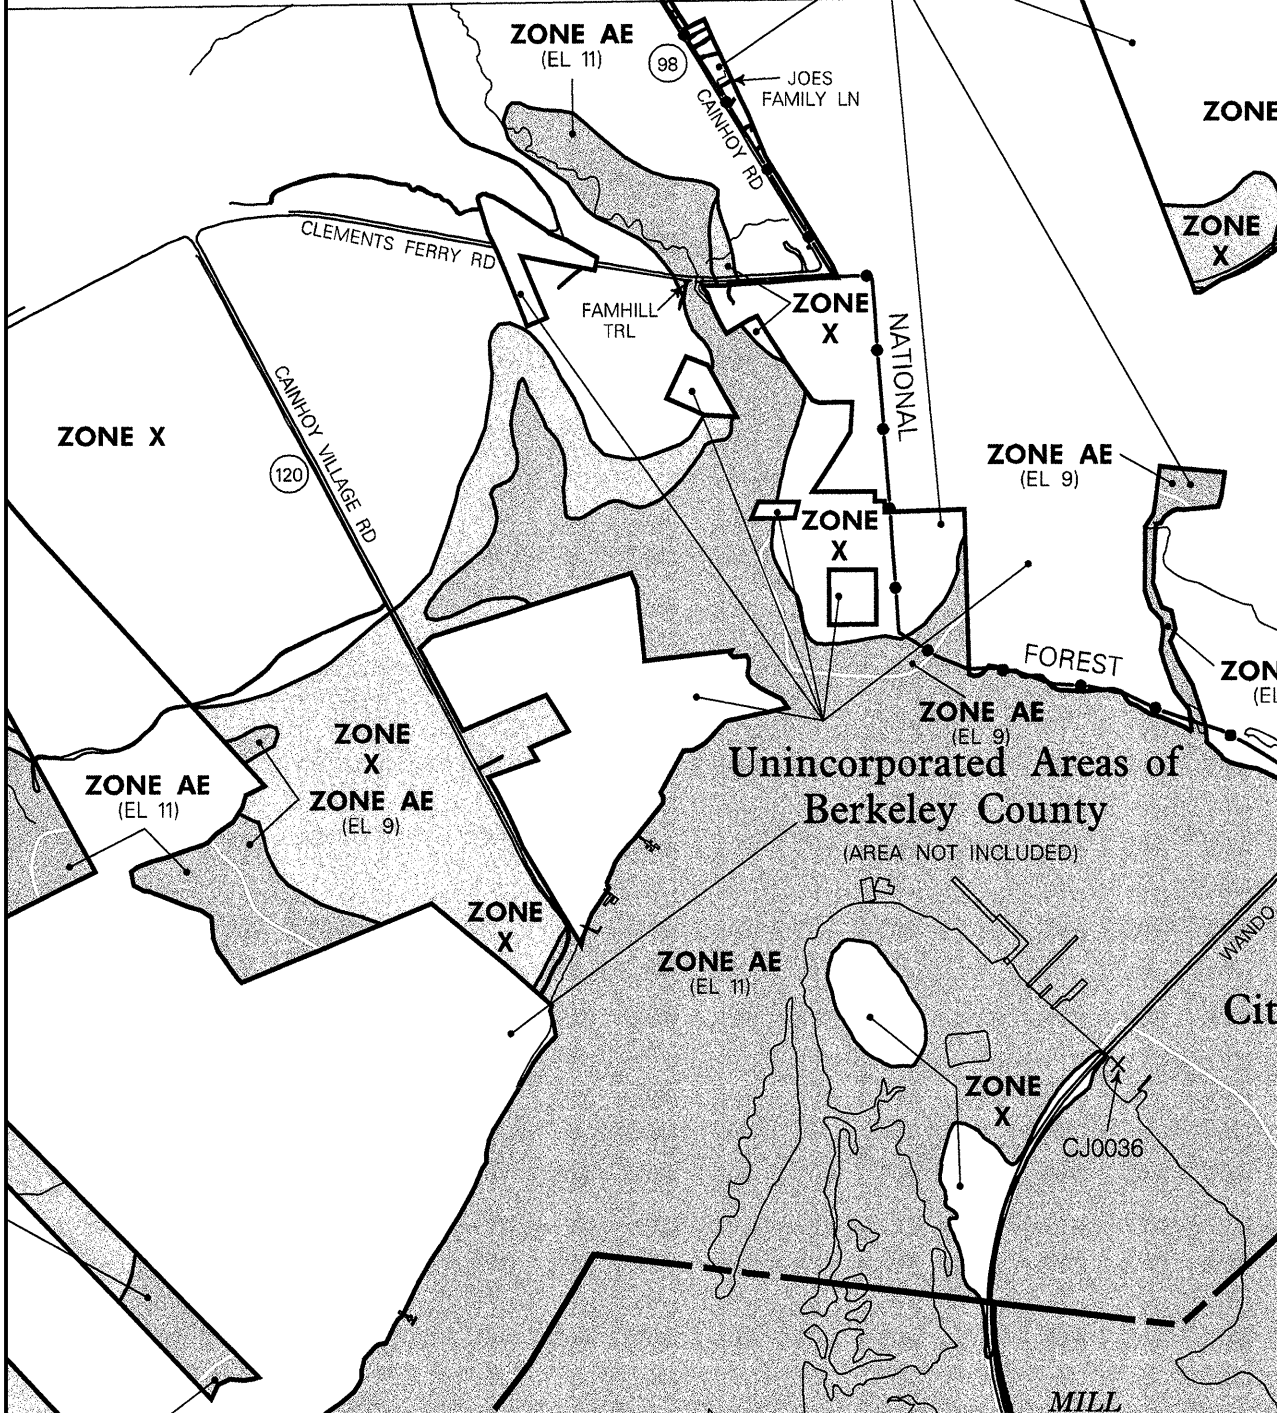 ZONE AE
(EL 11)
98
JOES
FAMILY LN
CAINHOY RD
ZONE
ZONE
X
CLEMENTS FERRY RD
FAMHILL
TRL
ZONE
X
NATIONAL
CAINHOY VILLAGE RD
120
ZONE X
ZONE AE
(EL 9)
ZONE
X
FOREST
ZON
(EL
ZONE AE
(EL 9)
ZONE
X
ZONE AE
(EL 9)
ZONE AE
(EL 11)
Unincorporated Areas of
Berkeley County
(AREA NOT INCLUDED)
ZONE
X
ZONE AE
(EL 11)
WANDO
Cit
ZONE
X
CJ0036
MILL